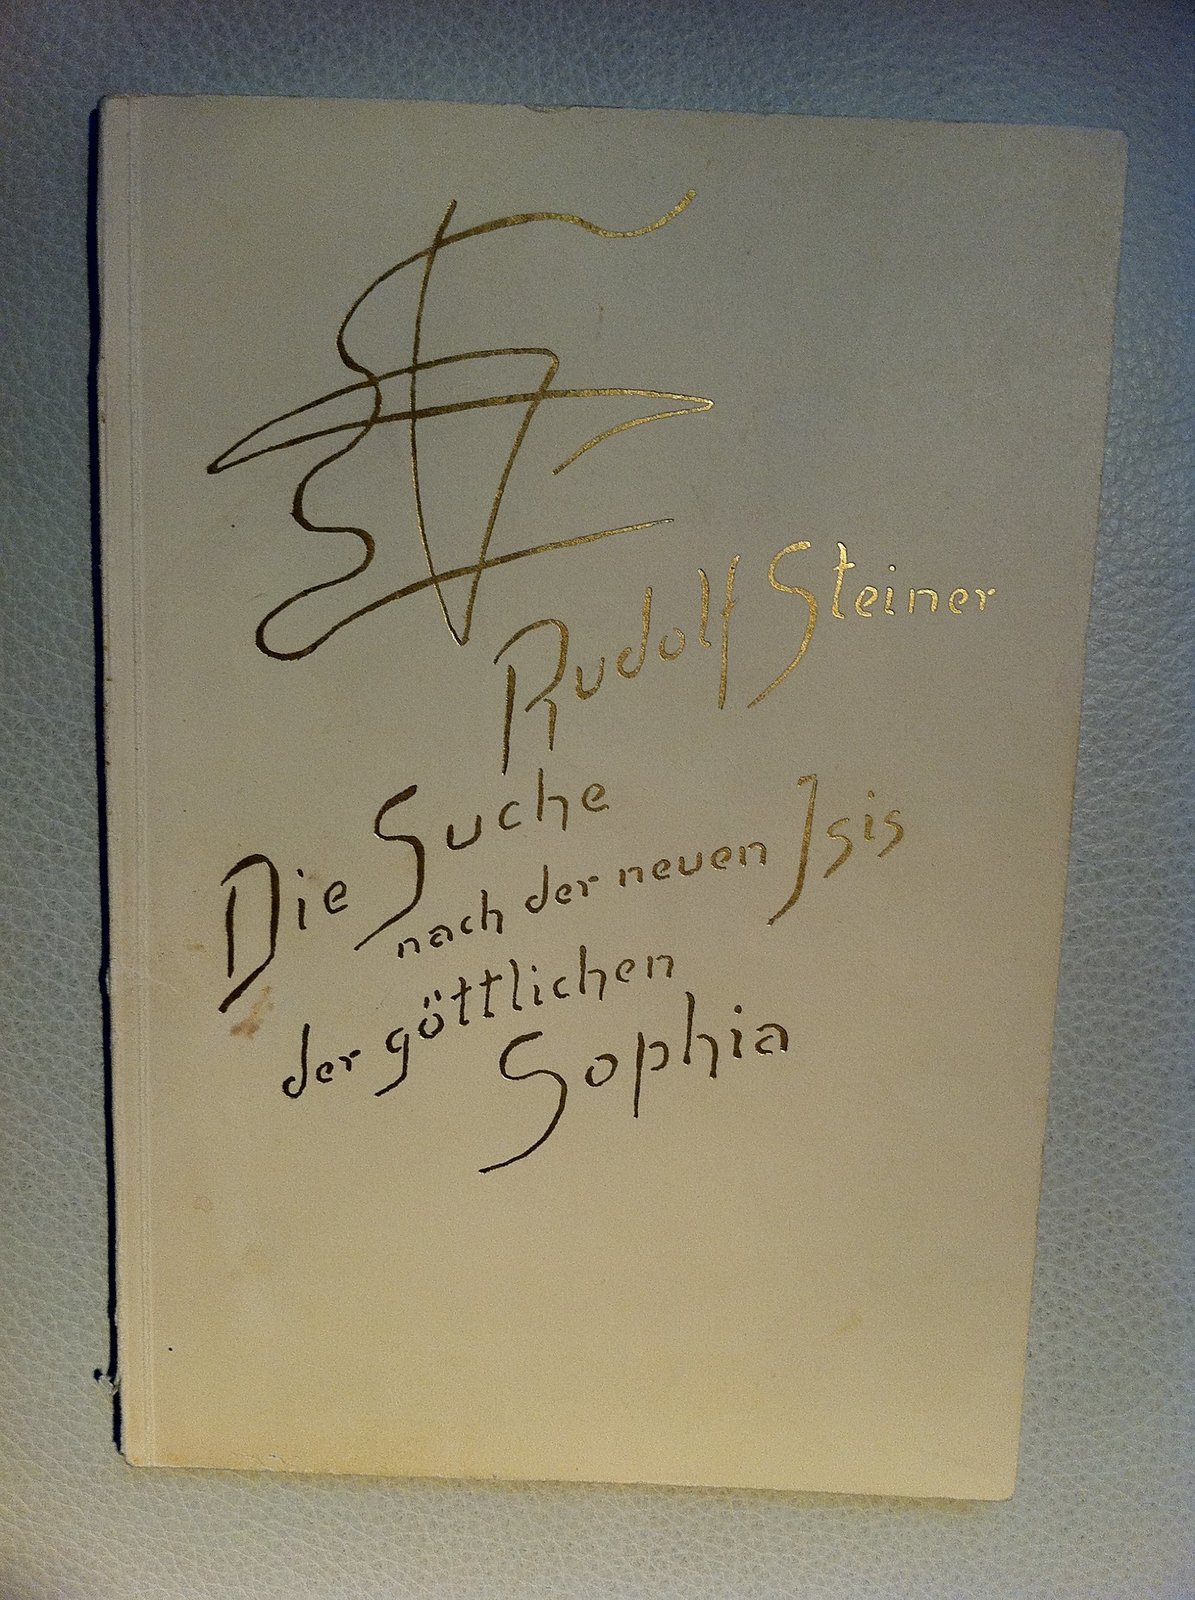 Rudolf Steiner
Die Suche
nach der neuen Isis
der göttlichen
Sophia